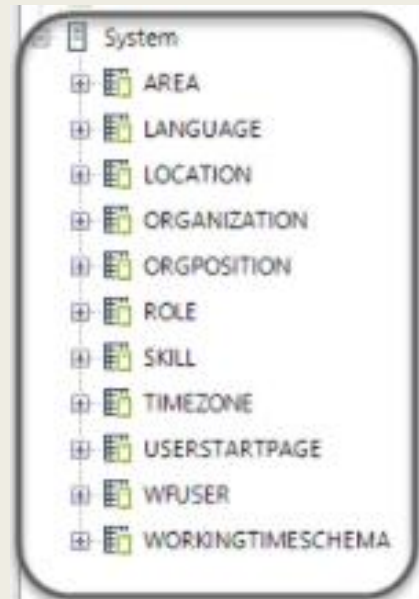 System
AREA
LANGUAGE
LOCATION
ORGANIZATION
ORGPOSITION
ROLE
SKILL
TIMEZONE
USERSTARTPAGE
WFUSER
WORKINGTIMESCHEMA